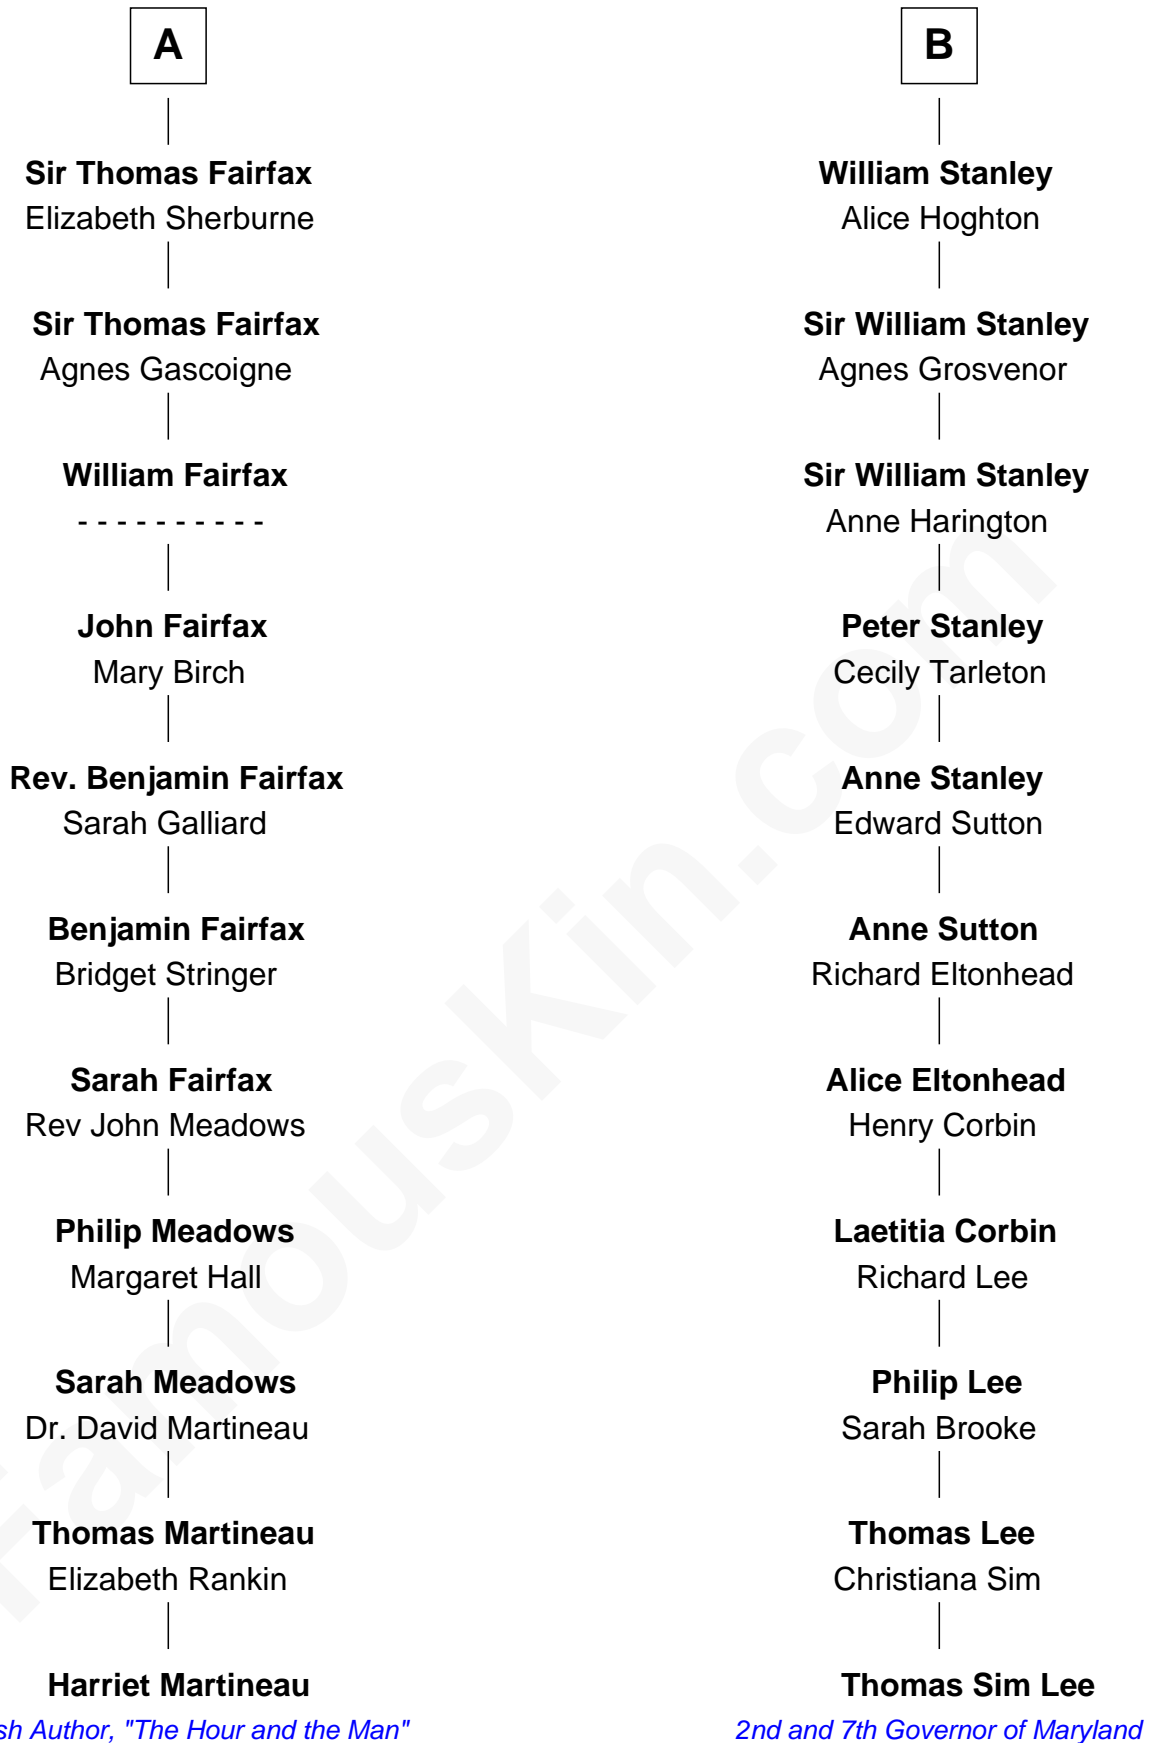 A
Sir Thomas Fairfax
Elizabeth Sherburne
Sir Thomas Fairfax
Agnes Gascoigne
William Fairfax
- - - - - - - - - -
John Fairfax
Mary Birch
Rev. Benjamin Fairfax
Sarah Galliard
Benjamin Fairfax
Bridget Stringer
Sarah Fairfax
Rev John Meadows
Philip Meadows
Margaret Hall
Sarah Meadows
Dr. David Martineau
Thomas Martineau
Elizabeth Rankin
Harriet Martineau
sh Author, "The Hour and the Man"
B
William Stanley
Alice Hoghton
Sir William Stanley
Agnes Grosvenor
Sir William Stanley
Anne Harington
Peter Stanley
Cecily Tarleton
Anne Stanley
Edward Sutton
Anne Sutton
Richard Eltonhead
Alice Eltonhead
Henry Corbin
Laetitia Corbin
Richard Lee
Philip Lee
Sarah Brooke
Thomas Lee
Christiana Sim
Thomas Sim Lee
2nd and 7th Governor of Maryland
FamousKin.com